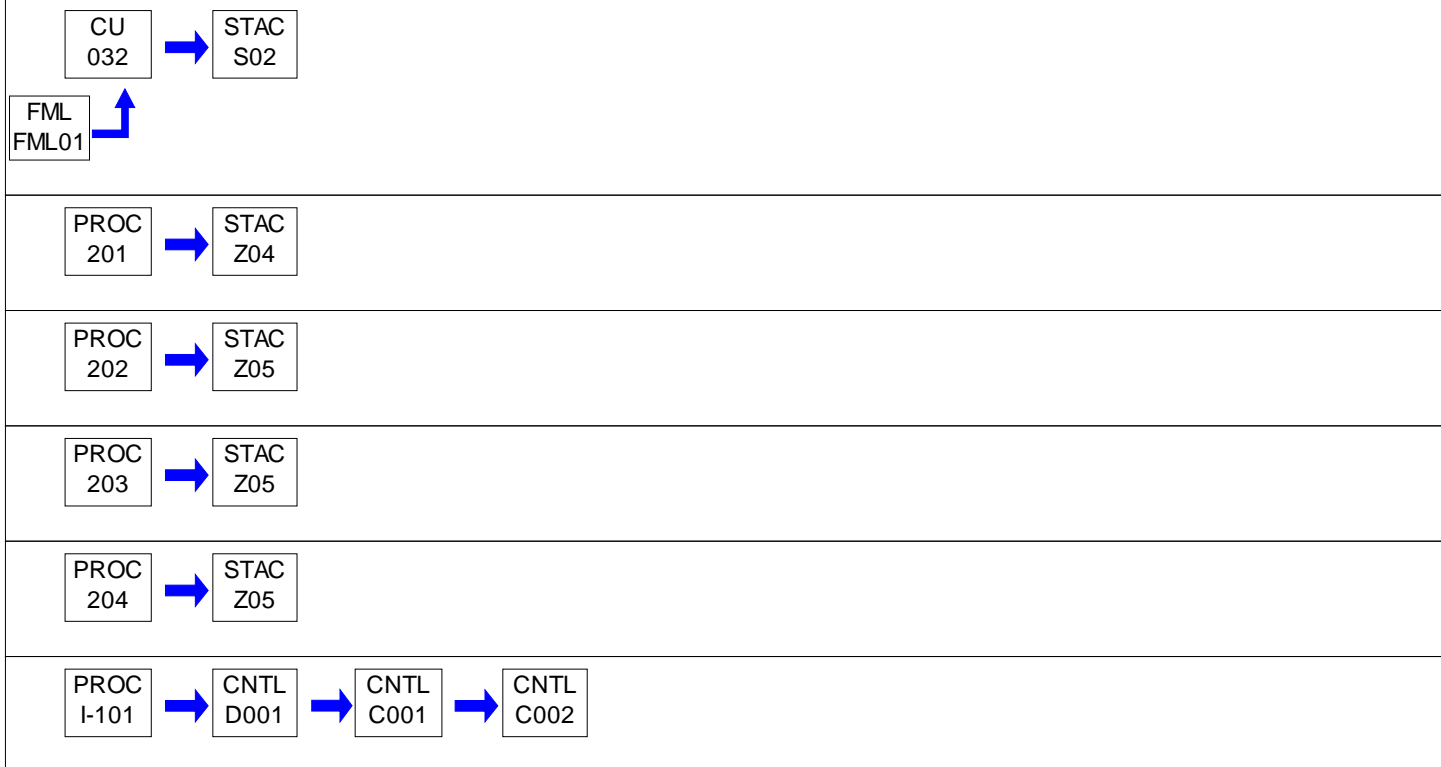 CU
032
STAC
S02
FML
FML01
PROC
201
STAC
Z04
PROC
202
STAC
Z05
PROC
203
STAC
Z05
PROC
204
STAC
Z05
PROC
I-101
CNTL
D001
CNTL
C001
CNTL
C002